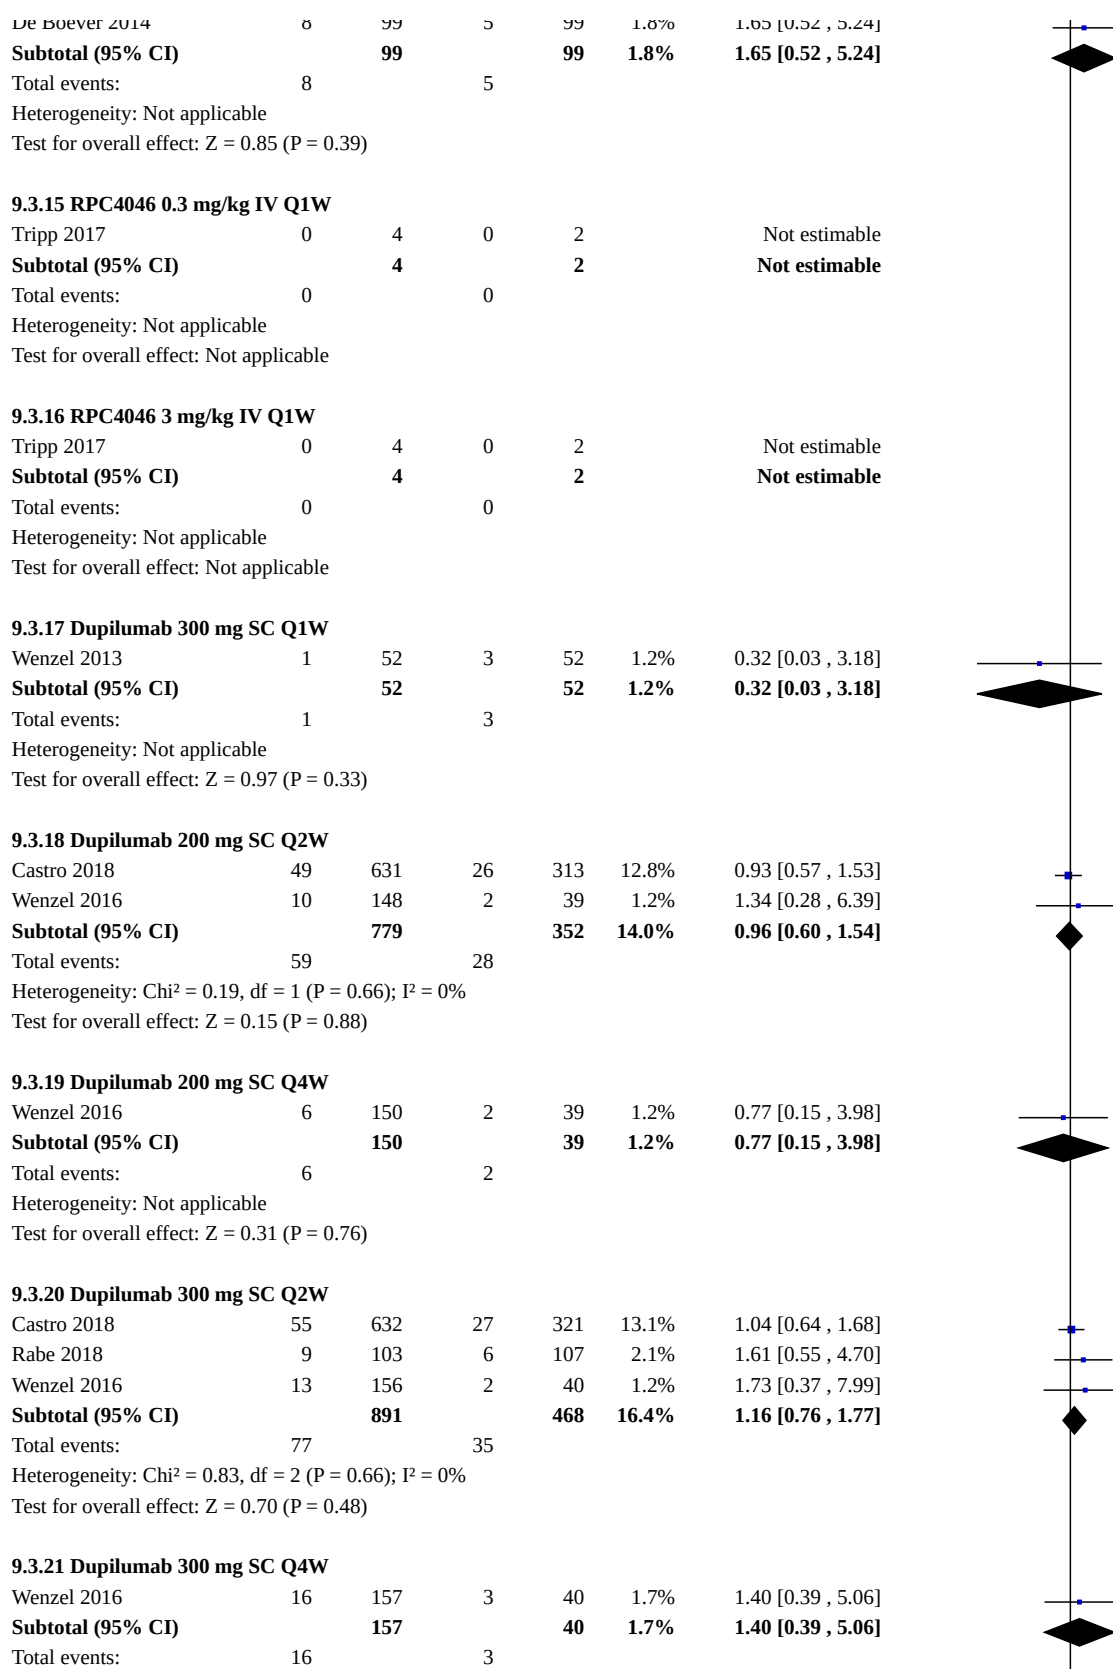 De Boever 2014 8 99 5 99 1.8% 1.65 [0.52 , 5.24]
Subtotal (95% CI) 99 99 1.8% 1.65 [0.52 , 5.24]
Total events: 8 5
Heterogeneity: Not applicable
Test for overall effect: Z = 0.85 (P = 0.39)
9.3.15 RPC4046 0.3 mg/kg IV Q1W
Tripp 2017 0 4 0 2 Not estimable
Subtotal (95% CI) 4 2 Not estimable
Total events: 0 0
Heterogeneity: Not applicable
Test for overall effect: Not applicable
9.3.16 RPC4046 3 mg/kg IV Q1W
Tripp 2017 0 4 0 2 Not estimable
Subtotal (95% CI) 4 2 Not estimable
Total events: 0 0
Heterogeneity: Not applicable
Test for overall effect: Not applicable
9.3.17 Dupilumab 300 mg SC Q1W
Wenzel 2013 1 52 3 52 1.2% 0.32 [0.03 , 3.18]
Subtotal (95% CI) 52 52 1.2% 0.32 [0.03 , 3.18]
Total events: 1 3
Heterogeneity: Not applicable
Test for overall effect: Z = 0.97 (P = 0.33)
9.3.18 Dupilumab 200 mg SC Q2W
Castro 2018 49 631 26 313 12.8% 0.93 [0.57 , 1.53]
Wenzel 2016 10 148 2 39 1.2% 1.34 [0.28 , 6.39]
Subtotal (95% CI) 779 352 14.0% 0.96 [0.60 , 1.54]
Total events: 59 28
Heterogeneity: Chi² = 0.19, df = 1 (P = 0.66); I² = 0%
Test for overall effect: Z = 0.15 (P = 0.88)
9.3.19 Dupilumab 200 mg SC Q4W
Wenzel 2016 6 150 2 39 1.2% 0.77 [0.15 , 3.98]
Subtotal (95% CI) 150 39 1.2% 0.77 [0.15 , 3.98]
Total events: 6 2
Heterogeneity: Not applicable
Test for overall effect: Z = 0.31 (P = 0.76)
9.3.20 Dupilumab 300 mg SC Q2W
Castro 2018 55 632 27 321 13.1% 1.04 [0.64 , 1.68]
Rabe 2018 9 103 6 107 2.1% 1.61 [0.55 , 4.70]
Wenzel 2016 13 156 2 40 1.2% 1.73 [0.37 , 7.99]
Subtotal (95% CI) 891 468 16.4% 1.16 [0.76 , 1.77]
Total events: 77 35
Heterogeneity: Chi² = 0.83, df = 2 (P = 0.66); I² = 0%
Test for overall effect: Z = 0.70 (P = 0.48)
9.3.21 Dupilumab 300 mg SC Q4W
Wenzel 2016 16 157 3 40 1.7% 1.40 [0.39 , 5.06]
Subtotal (95% CI) 157 40 1.7% 1.40 [0.39 , 5.06]
Total events: 16 3